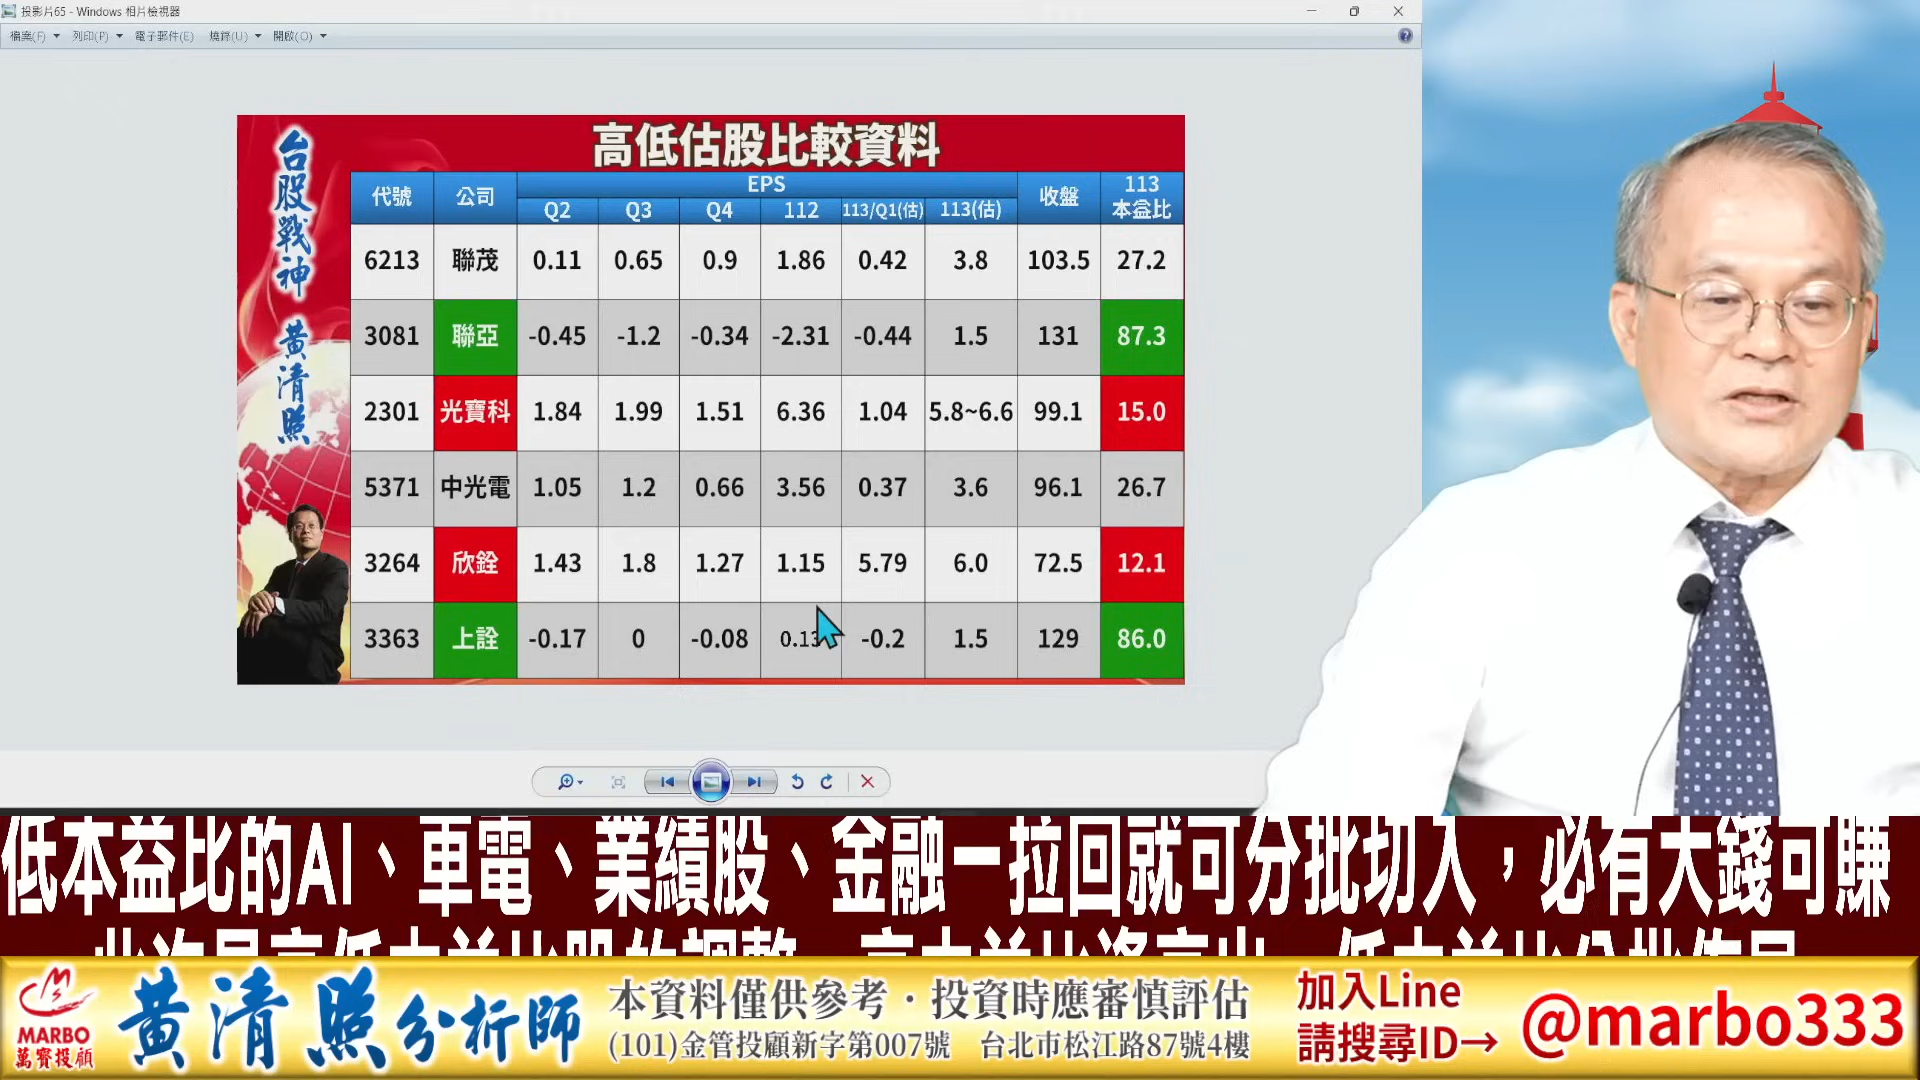 投影片65 - Windows 相片檢視器
檔案(F) 列印(P) 電子郵件(E) 燒錄(U) 開啟(O)
台股戰神 黃清照
高低估股比較資料
代號 公司 EPS 收盤 113本益比
Q2 Q3 Q4 112 113/Q1(估) 113(估)
6213 聯茂 0.11 0.65 0.9 1.86 0.42 3.8 103.5 27.2
3081 聯亞 -0.45 -1.2 -0.34 -2.31 -0.44 1.5 131 87.3
2301 光寶科 1.84 1.99 1.51 6.36 1.04 5.8~6.6 99.1 15.0
5371 中光電 1.05 1.2 0.66 3.56 0.37 3.6 96.1 26.7
3264 欣銓 1.43 1.8 1.27 1.15 5.79 6.0 72.5 12.1
3363 上詮 -0.17 0 -0.08 -0.2 1.5 129 86.0
低本益比的AI、車電、業績股、金融一拉回就可分批切入，必有大錢可賺
MARBO
萬寶投顧
黃清照分析師
本資料僅供參考．投資時應審慎評估
(101)金管投顧新字第007號 台北市松江路87號4樓
加入Line
請搜尋ID→
@marbo333